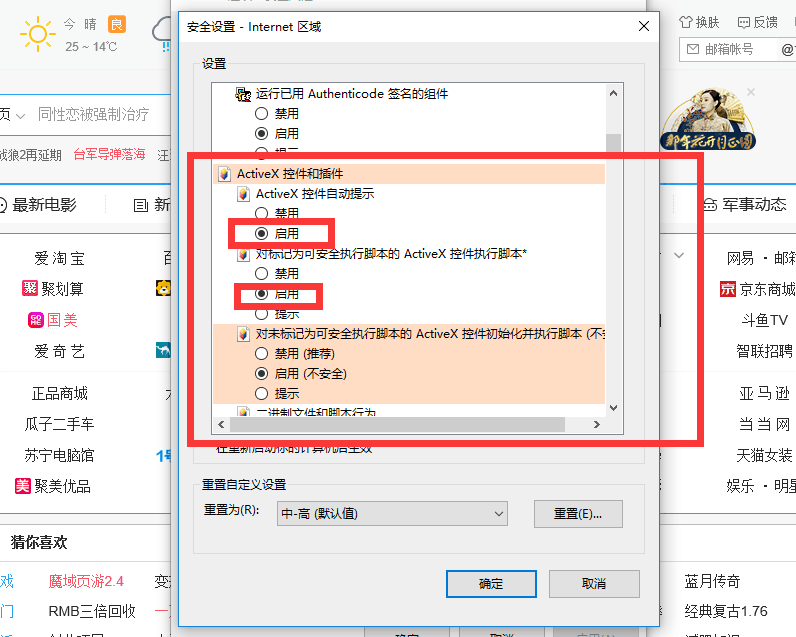 今 晴 良
25 ~ 14℃
页
同性恋被强制治疗
战狼2再延期 台军导弹落海 汪
最新电影
新
爱 淘 宝
百
聚 聚划算
国 美
爱 奇 艺
正品商城
瓜子二手车
苏宁电脑馆
1号
美 聚美优品
猜你喜欢
戏 魔域页游2.4 变
门 RMB三倍回收 一
安全设置 - Internet 区域
设置
运行已用 Authenticode 签名的组件
禁用
启用
提示
ActiveX 控件和插件
ActiveX 控件自动提示
禁用
启用
对标记为可安全执行脚本的 ActiveX 控件执行脚本*
禁用
启用
提示
对未标记为可安全执行脚本的 ActiveX 控件初始化并执行脚本 (不安
禁用 (推荐)
启用 (不安全)
提示
二进制文件和脚本行为
在重新启动你的计算机后生效
重置自定义设置
重置为(R):
中-高 (默认值)
重置(E)...
确定
取消
确定
取消
换肤
反馈
邮箱帐号
@
那年花开月正圆
军事动态
网易 · 邮箱
京 京东商城
斗鱼TV
智联招聘
亚 马 逊
当 当 网
天猫女装
娱乐 · 明星
蓝月传奇
经典复古1.76